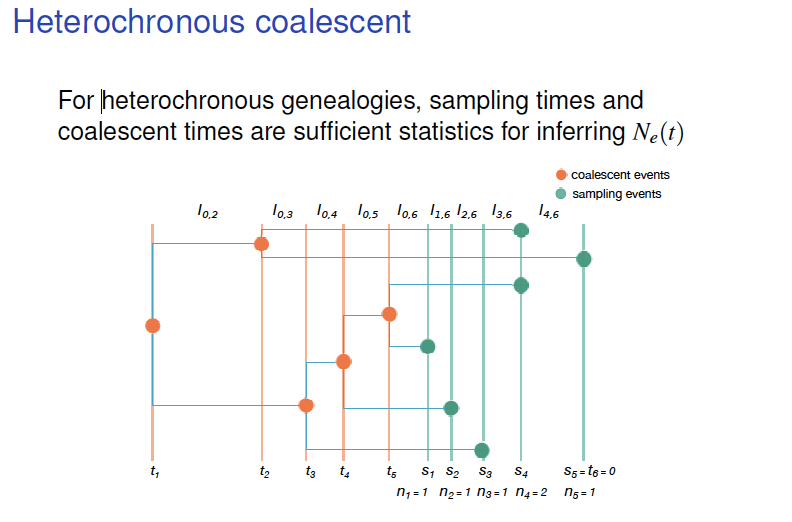 Heterochronous coalescent
For heterochronous genealogies, sampling times and
coalescent times are sufficient statistics for inferring Nₑ(t)
coalescent events
sampling events
I₀,₂ I₀,₃ I₀,₄ I₀,₅ I₀,₆ I₁,₆ I₂,₆ I₃,₆ I₄,₆
t₁ t₂ t₃ t₄ t₅ s₁ s₂ s₃ s₄ s₅=t₆=0
n₁=1 n₂=1 n₃=1 n₄=2 n₅=1